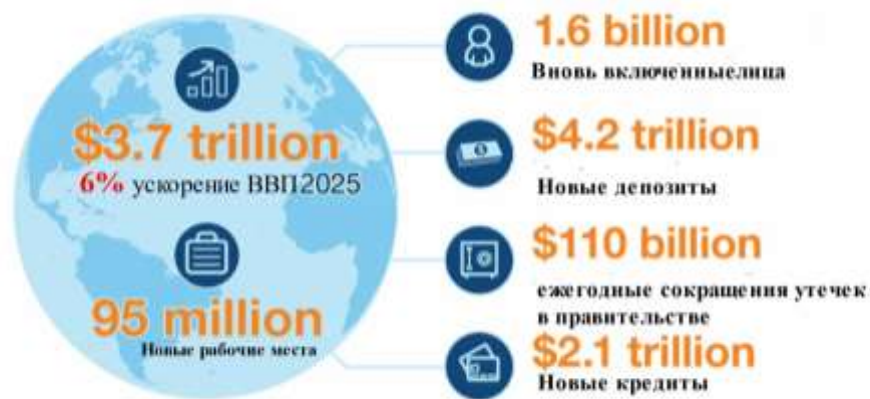 $3.7 trillion
6% ускорение ВВП2025
95 million
Новые рабочие места
1.6 billion
Вновь включенныелица
$4.2 trillion
Новые депозиты
$110 billion
ежегодные сокращения утечек
в правительстве
$2.1 trillion
Новые кредиты